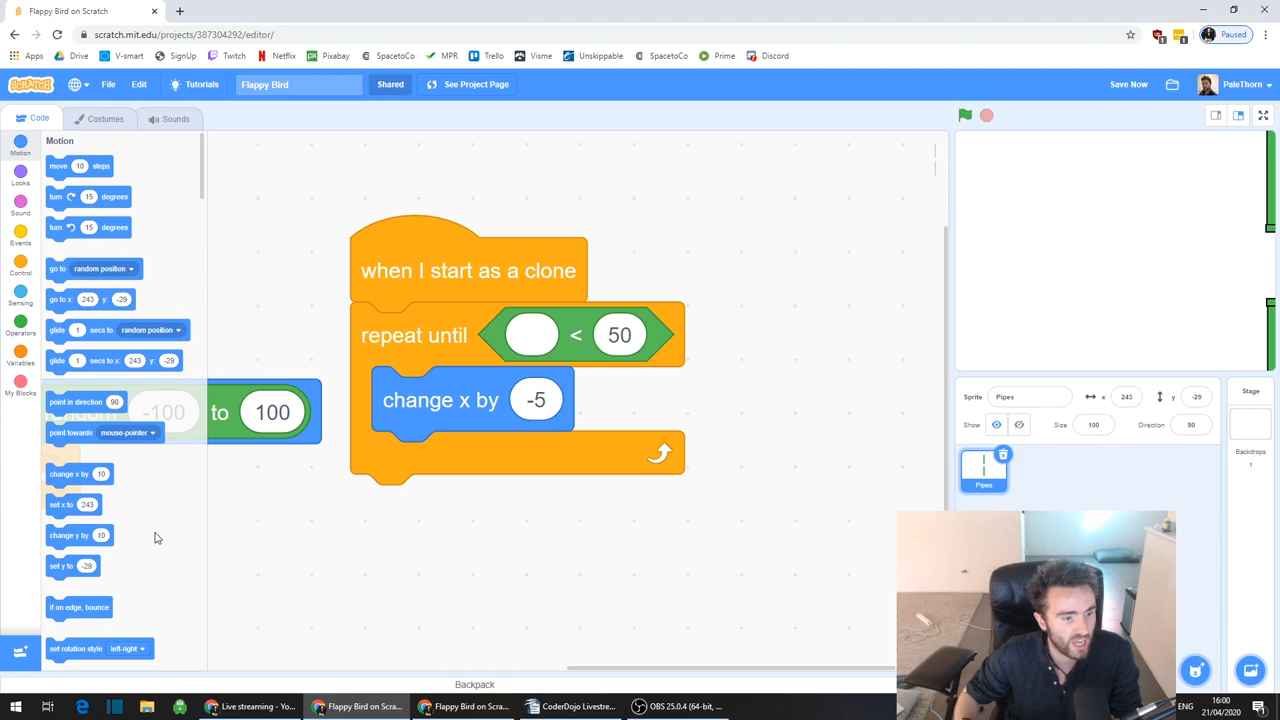 Flappy Bird on Scratch
scratch.mit.edu/projects/387304292/editor/
Paused
Apps Drive V-smart SignUp Twitch Netflix Pixabay SpacetoCo MPR Trello Visme Unskippable SpacetoCo Prime Discord
SCRATCH File Edit Tutorials Flappy Bird Shared See Project Page Save Now PaleThorn
Code Costumes Sounds
Motion
Looks
Sound
Events
Control
Sensing
Operators
Variables
My Blocks
Motion
move 10 steps
turn 15 degrees
turn 15 degrees
go to random position
go to x: 243 y: -29
glide 1 secs to random position
glide 1 secs to x: 243 y: -29
point in direction 90
point towards mouse-pointer
change x by 10
set x to 243
change y by 10
set y to -29
if on edge, bounce
set rotation style left-right
-100 to 100
when I start as a clone
repeat until < 50
change x by -5
Sprite Pipes x 243 y -29
Show Size 100 Direction 90
Pipes
Stage
Backdrops
1
Backpack
Live streaming - Yo...
Flappy Bird on Scrat...
Flappy Bird on Scrat...
CoderDojo Livestre...
OBS 25.0.4 (64-bit, ...
ENG
16:00
21/04/2020